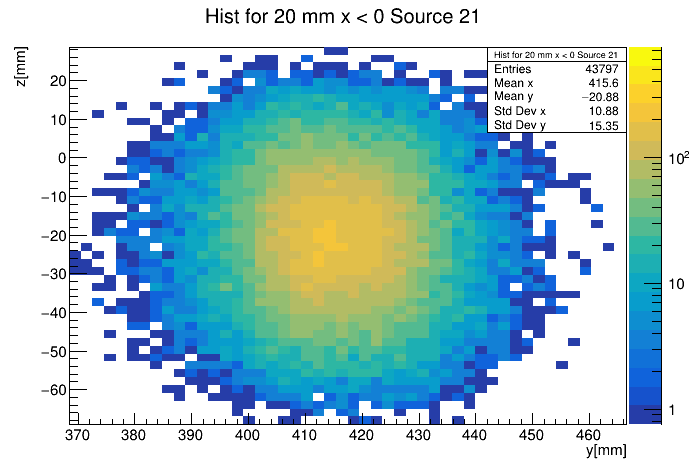 Hist for 20 mm x < 0 Source 21
z[mm]
Hist for 20 mm x < 0 Source 21
Entries 43797
Mean x 415.6
Mean y −20.88
Std Dev x 10.88
Std Dev y 15.35
20
10
0
−10
−20
−30
−40
−50
−60
10²
10
1
370 380 390 400 410 420 430 440 450 460
y[mm]